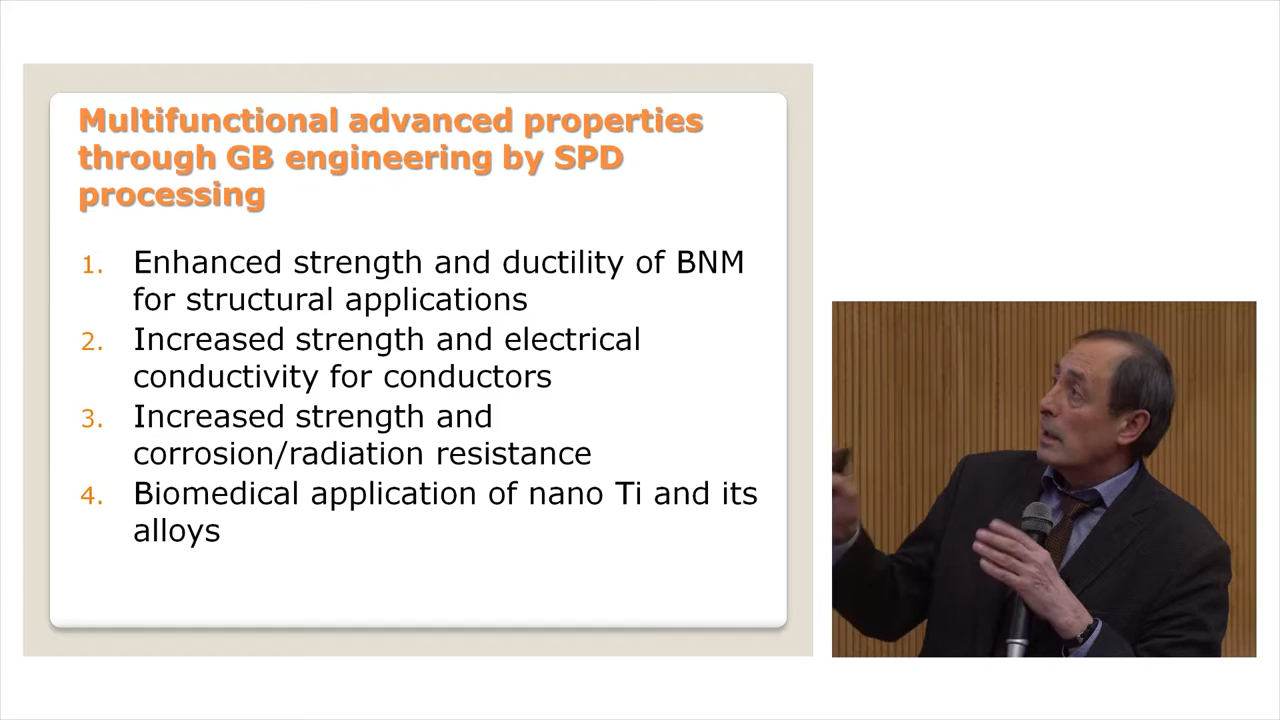 Multifunctional advanced properties
through GB engineering by SPD
processing
1. Enhanced strength and ductility of BNM
for structural applications
2. Increased strength and electrical
conductivity for conductors
3. Increased strength and
corrosion/radiation resistance
4. Biomedical application of nano Ti and its
alloys